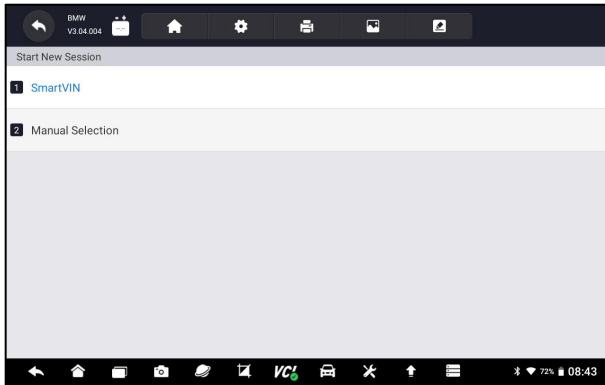 BMW
V3.04.004
--.--
Start New Session
1 SmartVIN
2 Manual Selection
VCI
72% 08:43